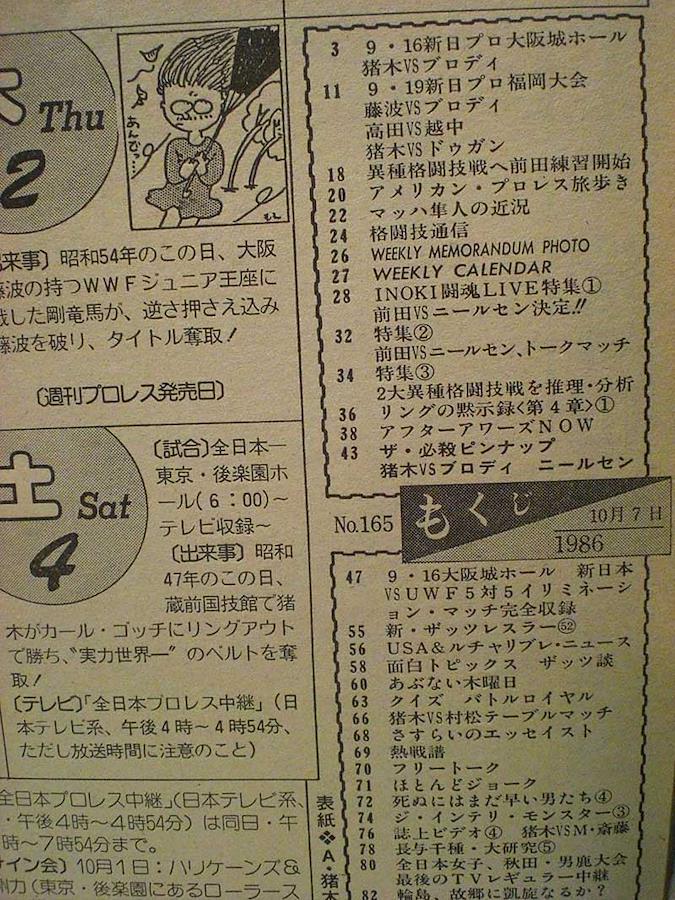 木 Thu
2
あんびっ…
出来事〕昭和54年のこの日、大阪
藤波の持つWWFジュニア王座に
戦した剛竜馬が、逆さ押さえ込み
藤波を破り、タイトル奪取!
〔週刊プロレス発売日〕
土 Sat
4
〔試合〕全日本―
東京・後楽園ホ
ール(6:00)〜
テレビ収録〜
〔出来事〕昭和
47年のこの日、
蔵前国技館で猪
木がカール・ゴッチにリングアウト
で勝ち、“実力世界一”のベルトを奪
取!
〔テレビ〕「全日本プロレス中継」(日
本テレビ系、午後4時〜4時54分、
ただし放送時間に注意のこと)
全日本プロレス中継」(日本テレビ系、
・午後4時〜4時54分)は同日・午
時〜7時54分まで。
サイン会〕10月1日:ハリケーンズ&
州力(東京・後楽園にあるローラース
3 9・16新日プロ大阪城ホール
猪木VSブロディ
11 9・19新日プロ福岡大会
藤波VSブロディ
高田VS越中
猪木VSドゥガン
18 異種格闘技戦へ前田練習開始
20 アメリカン・プロレス旅歩き
22 マッハ隼人の近況
24 格闘技通信
26 WEEKLY MEMORANDUM PHOTO
27 WEEKLY CALENDAR
28 INOKI闘魂LIVE特集①
前田VSニールセン決定!!
32 特集②
前田VSニールセン、トークマッチ
34 特集③
2大異種格闘技戦を推理・分析
36 リングの黙示録〈第4章〉①
38 アフターアワーズNOW
43 ザ・必殺ピンナップ
猪木VSブロディ ニールセン
No.165 もくじ 10月7日
1986
47 9・16大阪城ホール 新日本
VSUWF5対5イリミネーシ
ョン・マッチ完全収録
55 新・ザッツレスラー㊾
56 USA&ルチャリブレ・ニュース
58 面白トピックス ザッツ談
60 あぶない木曜日
63 クイズ バトルロイヤル
66 猪木VS村松テーブルマッチ
68 さすらいのエッセイスト
69 熱戦譜
70 フリートーク
71 ほとんどジョーク
72 死ぬにはまだ早い男たち④
74 ジ・インテリ・モンスター③
76 誌上ビデオ④ 猪木VSM・斎藤
78 長与千種・大研究⑤
80 全日本女子、秋田・男鹿大会
最後のTVレギュラー中継
82 輪島、故郷に凱旋なるか?
表紙❖A・猪木